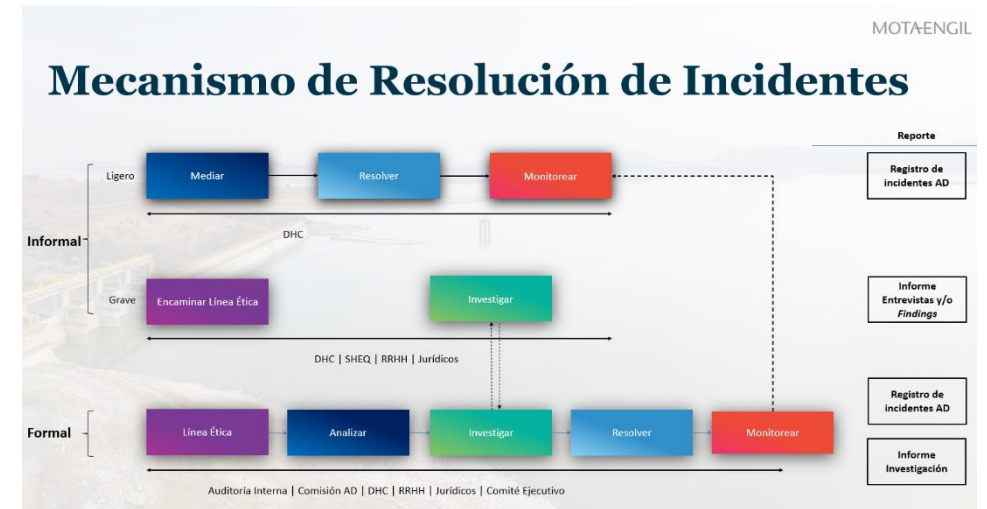 MOTA-ENGIL
Mecanismo de Resolución de Incidentes
Reporte
Ligero
Mediar
Resolver
Monitorear
Registro de
incidentes AD
DHC
Informal
Grave
Encaminar Línea Ética
Investigar
Informe
Entrevistas y/o
Findings
DHC | SHEQ | RRHH | Jurídicos
Registro de
incidentes AD
Formal
Línea Ética
Analizar
Investigar
Resolver
Monitorear
Informe
Investigación
Auditoría Interna | Comisión AD | DHC | RRHH | Jurídicos | Comité Ejecutivo